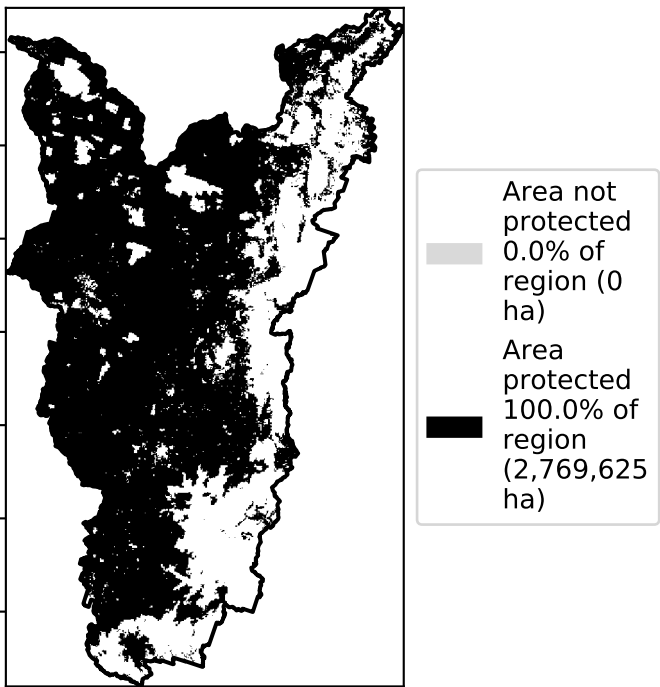 Area not
protected
0.0% of
region (0
ha)
Area
protected
100.0% of
region
(2,769,625
ha)